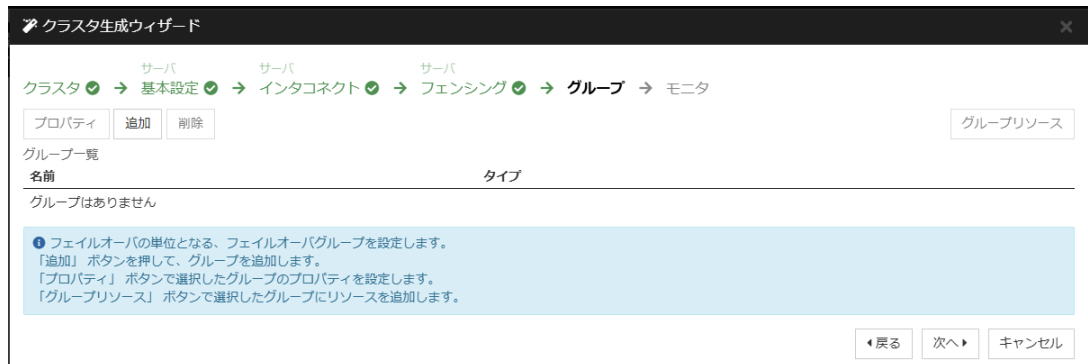 クラスタ生成ウィザード
サーバ サーバ サーバ
クラスタ → 基本設定 → インタコネクト → フェンシング → グループ → モニタ
プロパティ 追加 削除 グループリソース
グループ一覧
名前 タイプ
グループはありません
フェイルオーバの単位となる、フェイルオーバグループを設定します。
「追加」 ボタンを押して、グループを追加します。
「プロパティ」 ボタンで選択したグループのプロパティを設定します。
「グループリソース」 ボタンで選択したグループにリソースを追加します。
戻る 次へ キャンセル